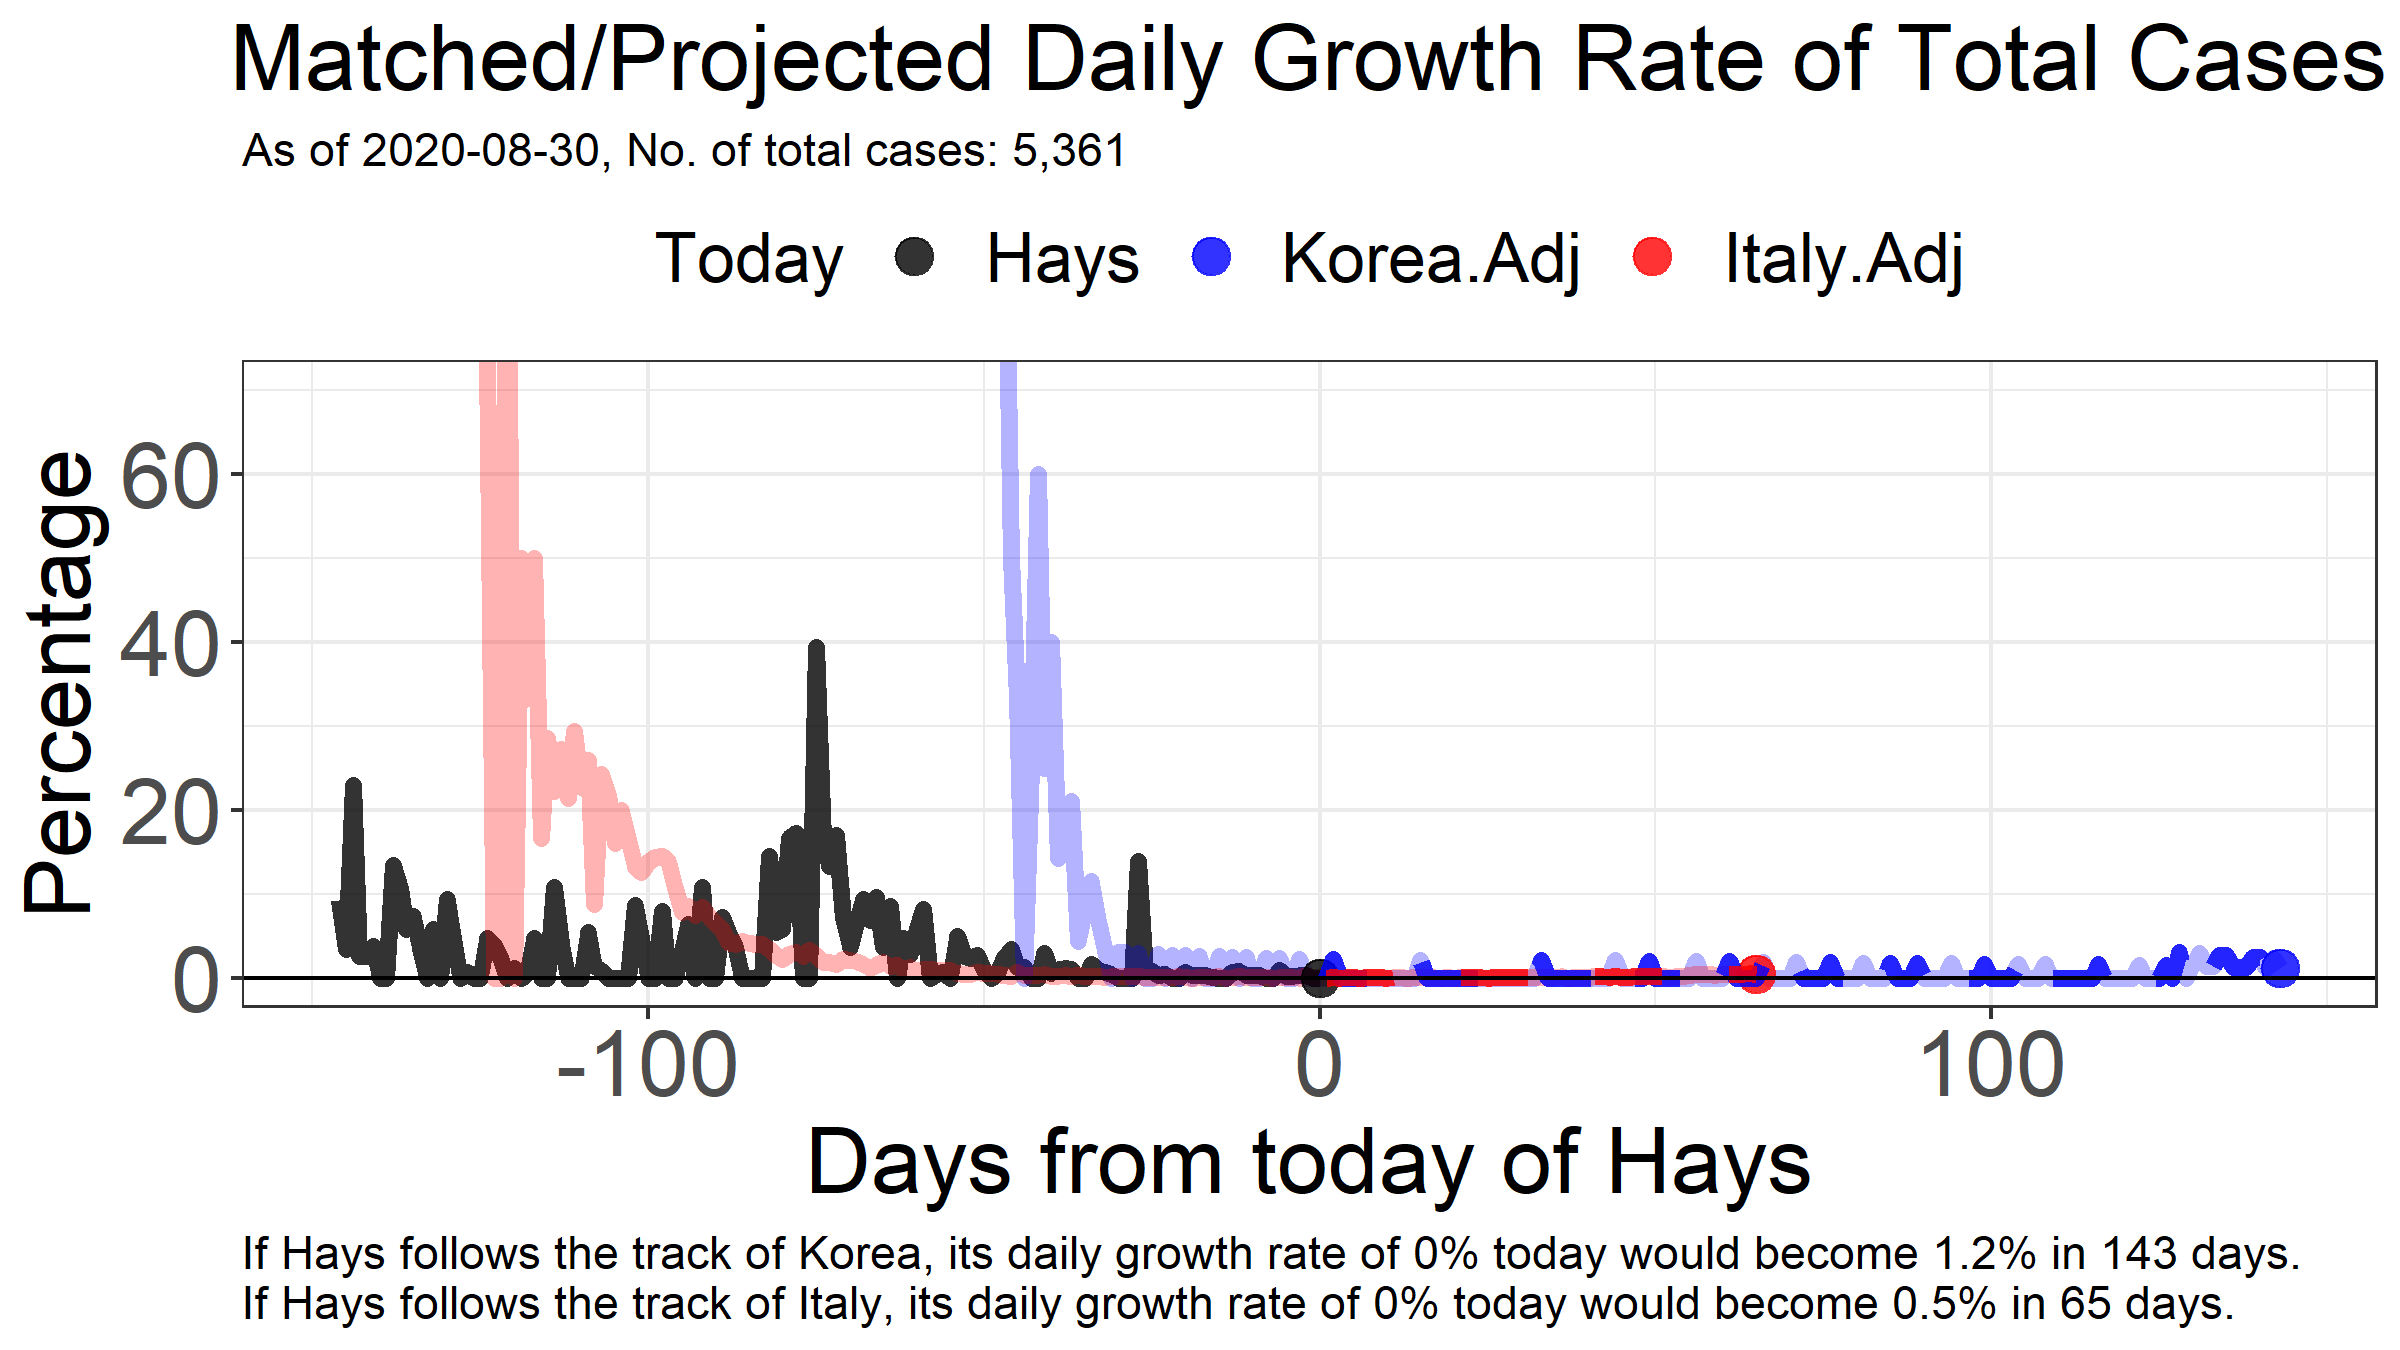 Matched/Projected Daily Growth Rate of Total Cases
As of 2020-08-30, No. of total cases: 5,361
Today Hays Korea.Adj Italy.Adj
Percentage
60
40
20
0
-100 0 100
Days from today of Hays
If Hays follows the track of Korea, its daily growth rate of 0% today would become 1.2% in 143 days.
If Hays follows the track of Italy, its daily growth rate of 0% today would become 0.5% in 65 days.